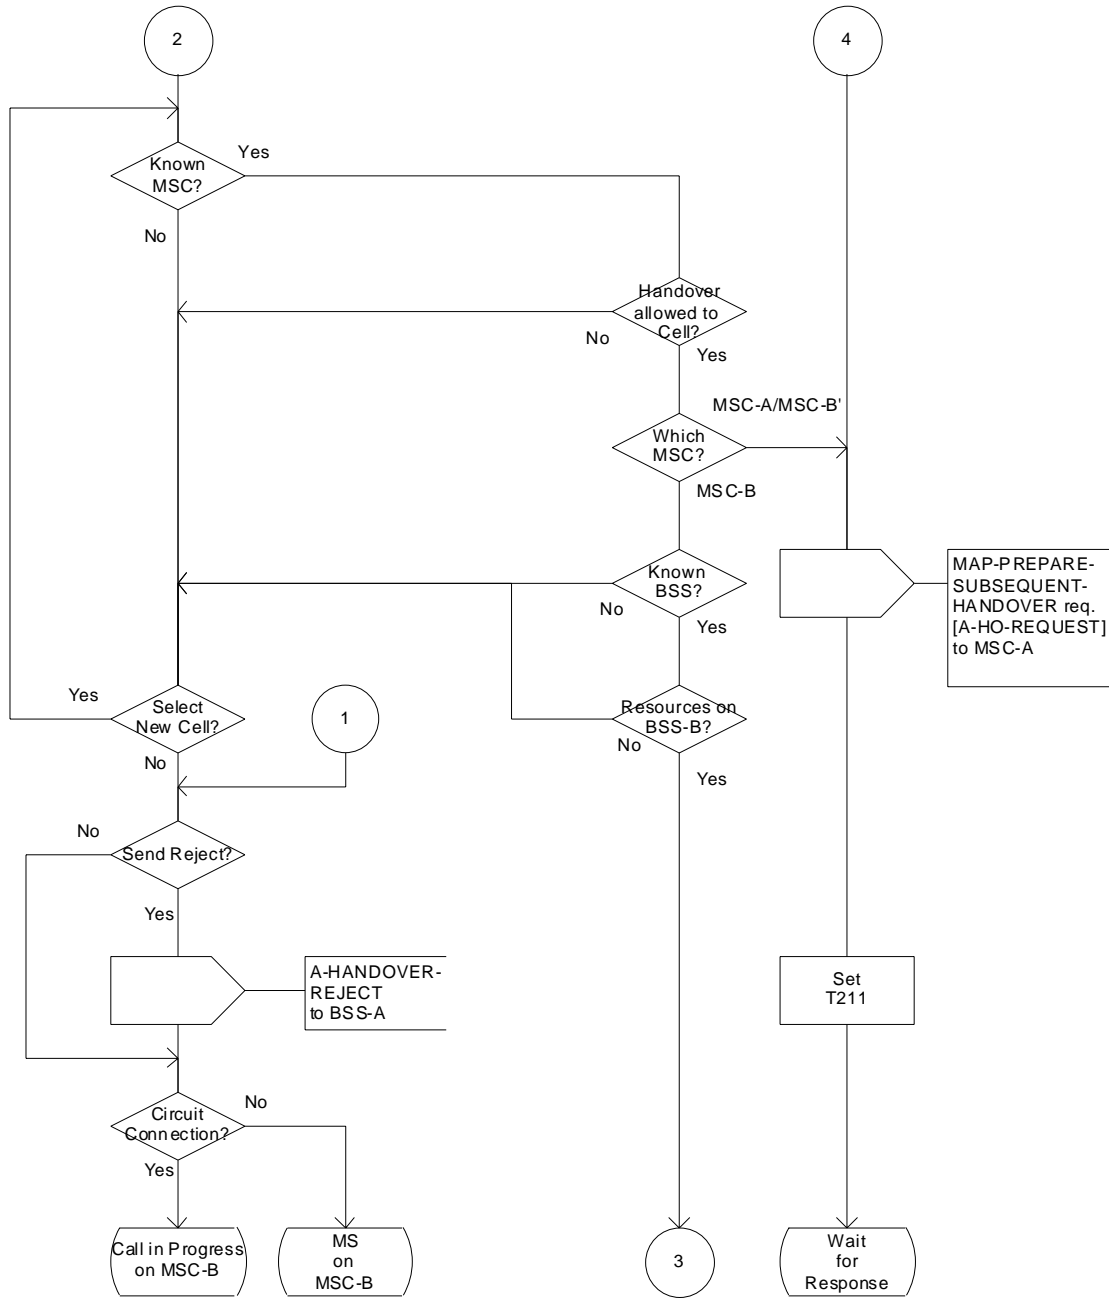 2
4
Known
MSC?
Yes
No
Handover
allowed to
Cell?
No
Yes
MSC-A/MSC-B'
Which
MSC?
MSC-B
Known
BSS?
No
Yes
MAP-PREPARE-
SUBSEQUENT-
HANDOVER req.
[A-HO-REQUEST]
to MSC-A
Yes
Select
New Cell?
No
1
Resources on
BSS-B?
No
Yes
No
Send Reject?
Yes
A-HANDOVER-
REJECT
to BSS-A
Set
T211
Circuit
Connection?
No
Yes
Call in Progress
on MSC-B
MS
on
MSC-B
3
Wait
for
Response